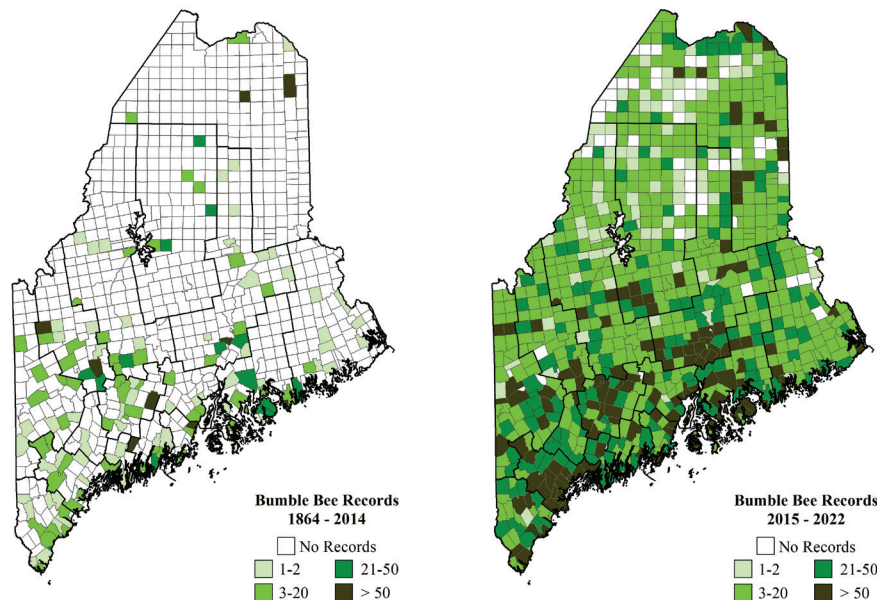 Bumble Bee Records
1864 - 2014
No Records
1-2
21-50
3-20
> 50
Bumble Bee Records
2015 - 2022
No Records
1-2
21-50
3-20
> 50